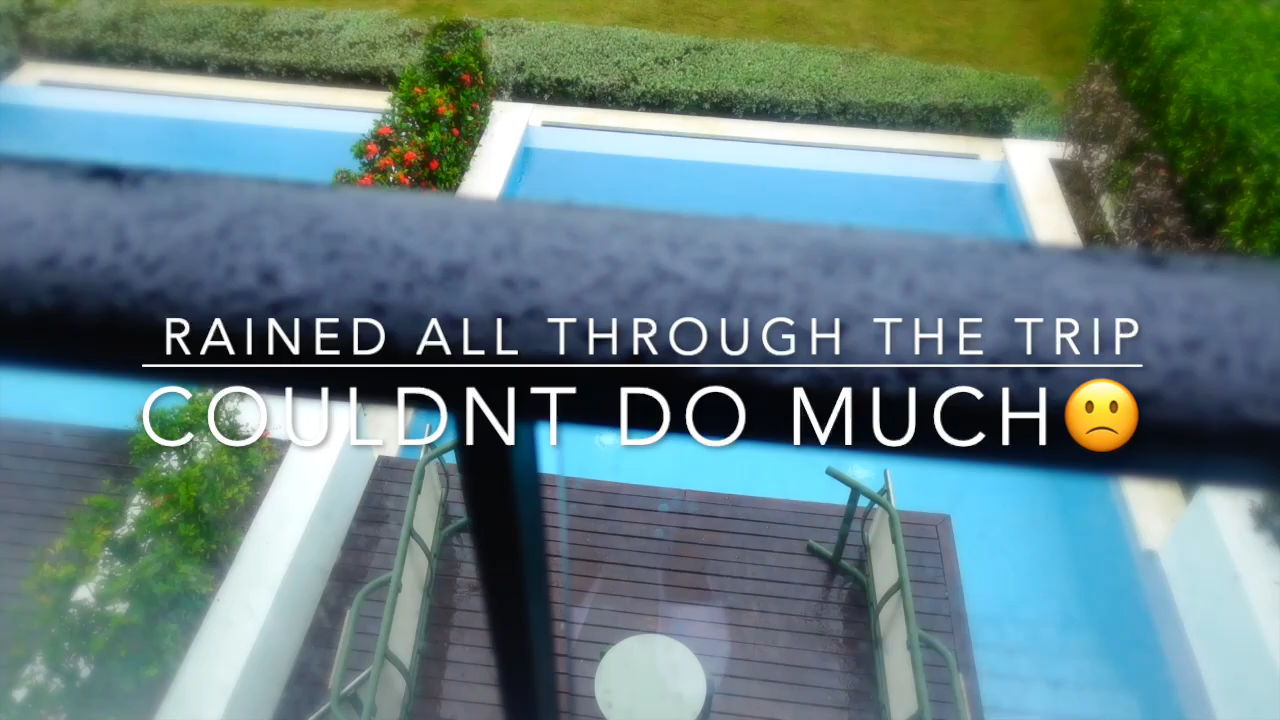 RAINED ALL THROUGH THE TRIP
COULDNT DO MUCH🙁